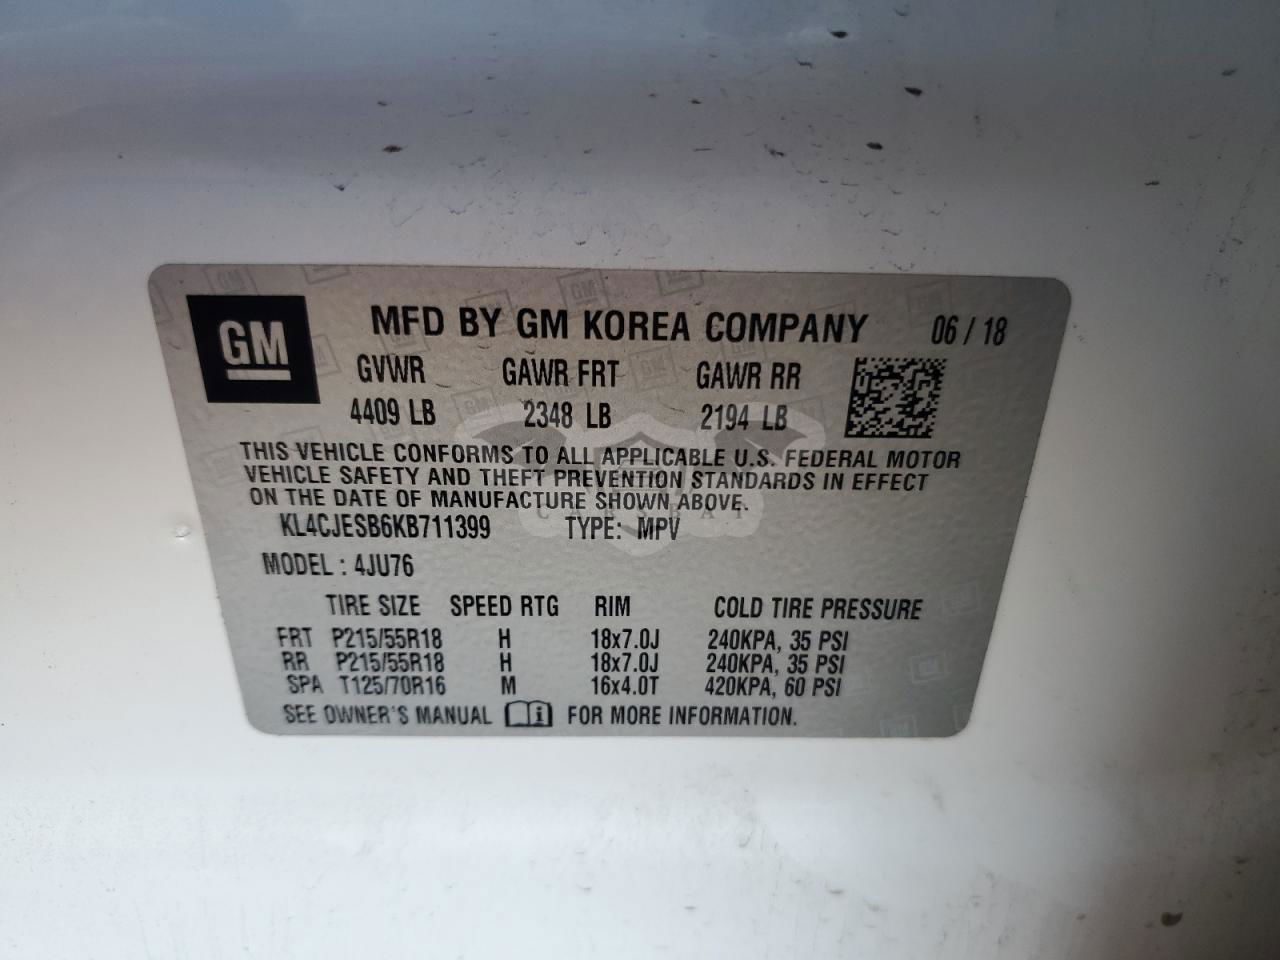 GM MFD BY GM KOREA COMPANY 06 / 18
GVWR GAWR FRT GAWR RR
4409 LB 2348 LB 2194 LB
THIS VEHICLE CONFORMS TO ALL APPLICABLE U.S. FEDERAL MOTOR
VEHICLE SAFETY AND THEFT PREVENTION STANDARDS IN EFFECT
ON THE DATE OF MANUFACTURE SHOWN ABOVE.
CARSBAT
KL4CJESB6KB711399 TYPE: MPV
MODEL : 4JU76
TIRE SIZE SPEED RTG RIM COLD TIRE PRESSURE
FRT P215/55R18 H 18x7.0J 240KPA, 35 PSI
RR P215/55R18 H 18x7.0J 240KPA, 35 PSI
SPA T125/70R16 M 16x4.0T 420KPA, 60 PSI
SEE OWNER'S MANUAL FOR MORE INFORMATION.